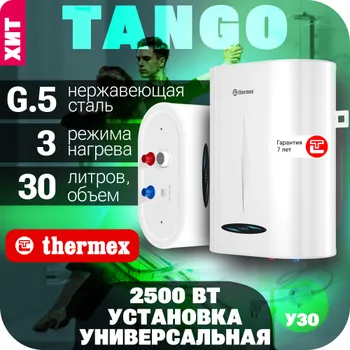 ХИТ
TANGO
G.5 нержавеющая
сталь
3 режима
нагрева
30 литров,
объем
thermex
thermex
Гарантия
7 лет
2500 ВТ
УСТАНОВКА
УНИВЕРСАЛЬНАЯ
У30